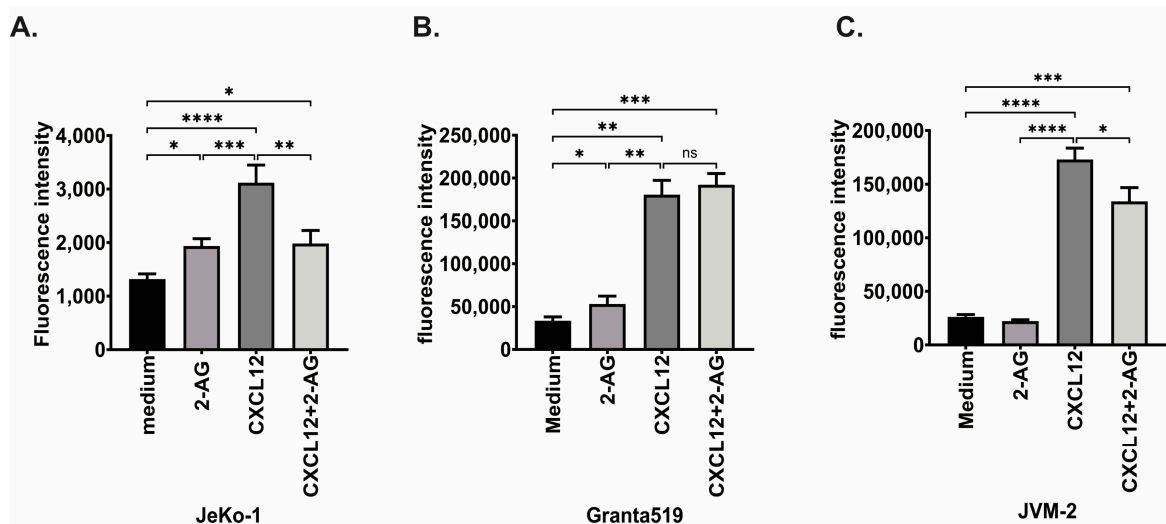 A.
B.
C.
*
****
* *** **
Fluorescence intensity
4,000
3,000
2,000
1,000
0
medium
2-AG
CXCL12
CXCL12+2-AG
JeKo-1
***
**
* ** ns
fluorescence intensity
250,000
200,000
150,000
100,000
50,000
0
Medium
2-AG
CXCL12
CXCL12+2-AG
Granta519
***
****
**** *
fluorescence intensity
200,000
150,000
100,000
50,000
0
Medium
2-AG
CXCL12
CXCL12+2-AG
JVM-2